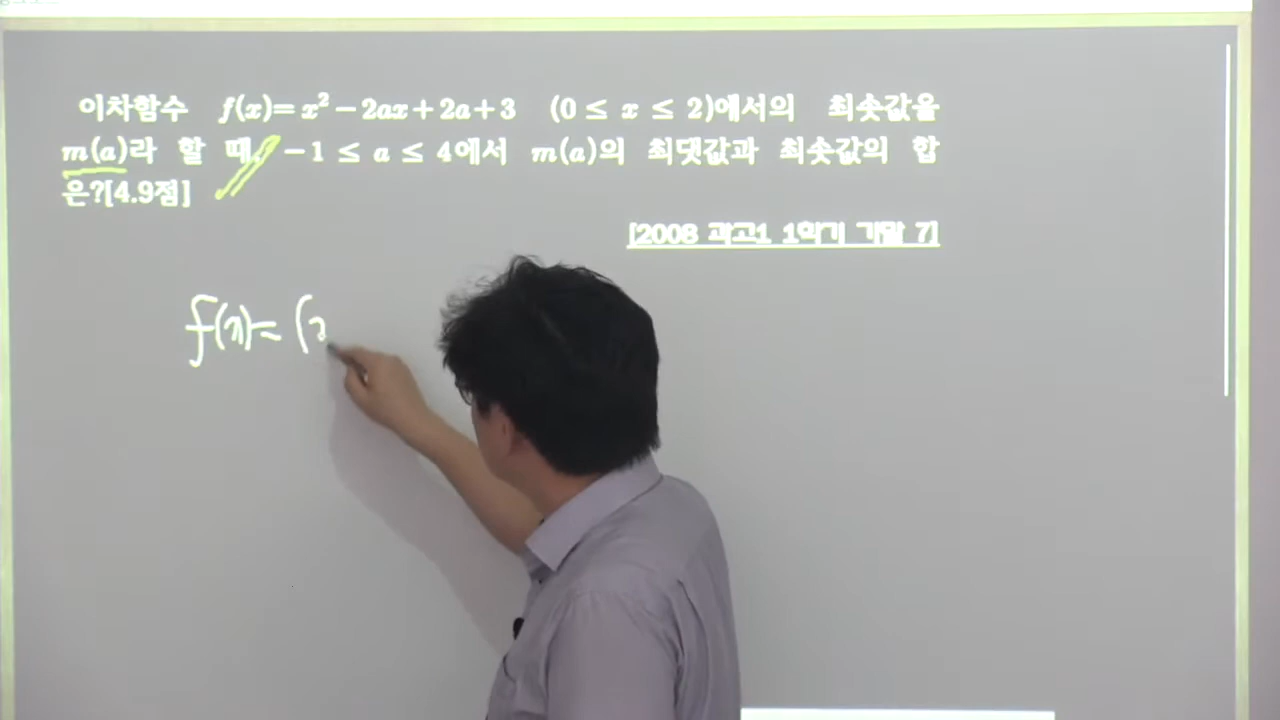 이차함수 f(x)= x² − 2ax + 2a + 3 (0 ≤ x ≤ 2)에서의 최솟값을
m(a)라 할 때, −1 ≤ a ≤ 4에서 m(a)의 최댓값과 최솟값의 합
은?[4.9점]
[2008 과고1 1학기 기말 7]
f(x)= (x